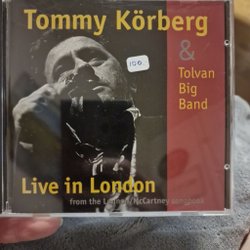 Tommy Körberg
100.
&
Tolvan
Big
Band
Live in London
from the Lennon/McCartney songbook